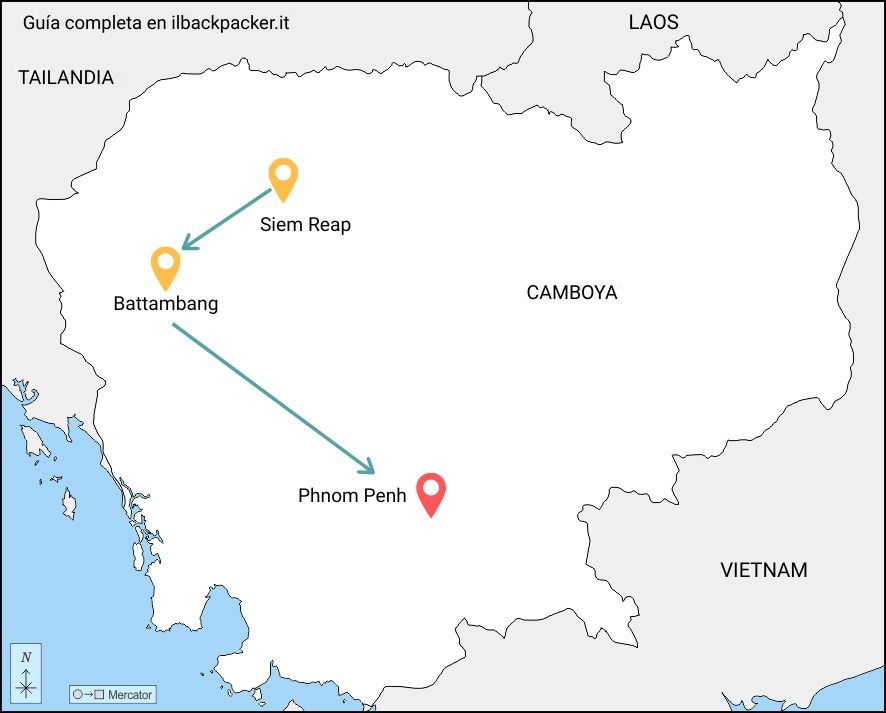 Guía completa en ilbackpacker.it
LAOS
TAILANDIA
Siem Reap
CAMBOYA
Battambang
Phnom Penh
VIETNAM
N
Mercator